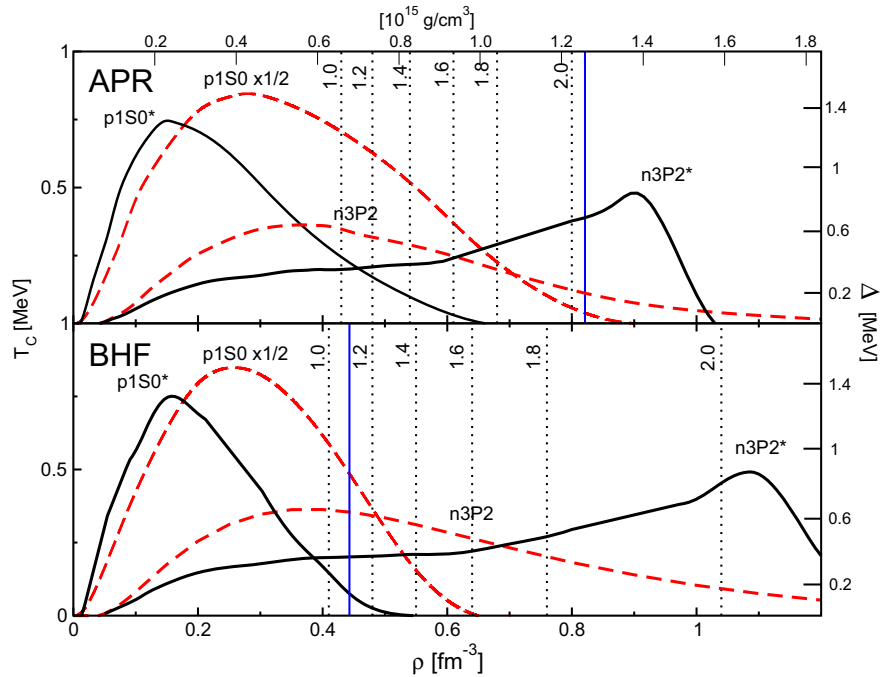 [10^15 g/cm^3]
0.2 0.4 0.6 0.8 1 1.2 1.4 1.6 1.8
1
APR
p1S0 x1/2
p1S0*
1.0
1.2
1.4
1.6
1.8
2.0
1.4
1
0.5
n3P2*
n3P2
0.6
0.2
T_C [MeV]
Δ [MeV]
1
BHF
p1S0 x1/2
p1S0*
1.0
1.2
1.4
1.6
1.8
2.0
1.4
1
n3P2*
0.5
n3P2
0.6
0.2
0
0 0.2 0.4 0.6 0.8 1
ρ [fm^-3]